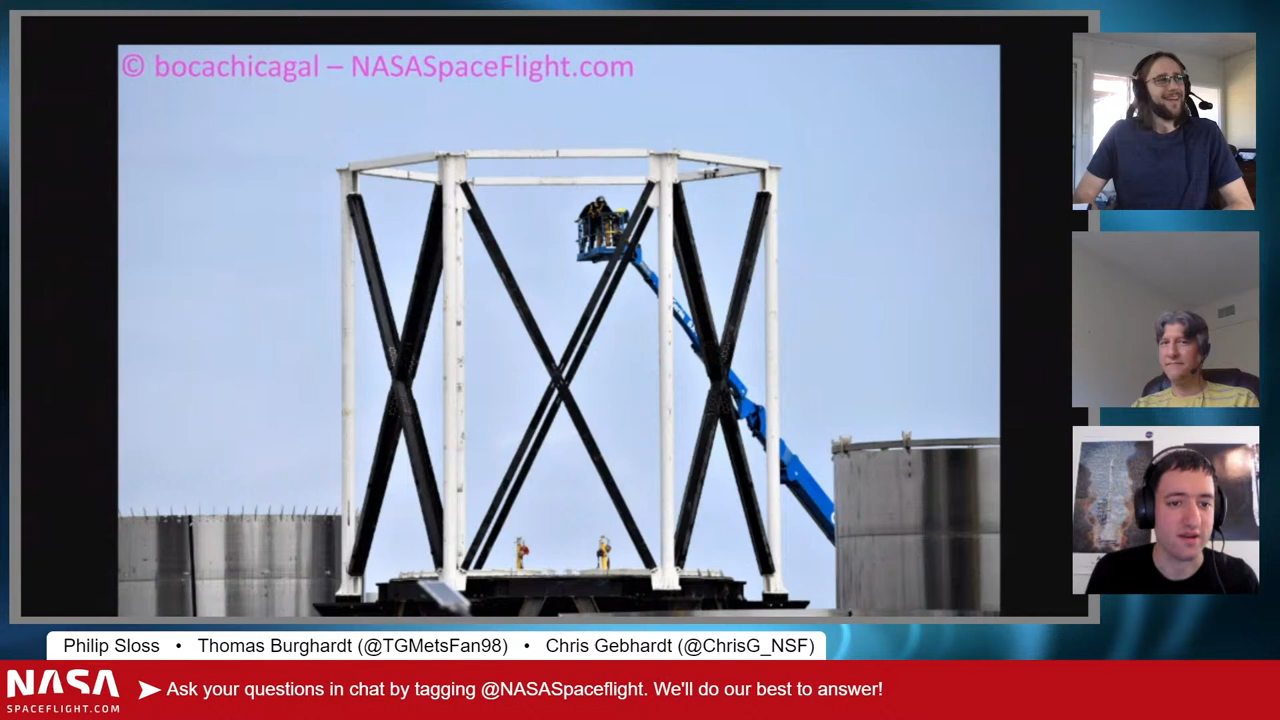 © bocachicagal – NASASpaceFlight.com
Philip Sloss • Thomas Burghardt (@TGMetsFan98) • Chris Gebhardt (@ChrisG_NSF)
NASA
SPACEFLIGHT.COM
Ask your questions in chat by tagging @NASASpaceflight. We'll do our best to answer!